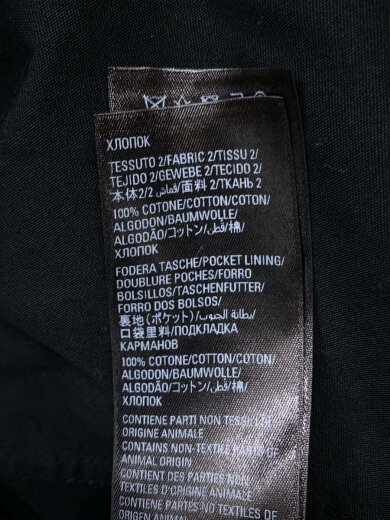 ХЛОПОК
TESSUTO 2/FABRIC 2/TISSU 2/
TEJIDO 2/GEWEBE 2/TECIDO 2/
本体2/قماش 2/面料 2/ТКАНЬ 2
100% COTONE/COTTON/COTON/
ALGODON/BAUMWOLLE/
ALGODÃO/コットン/قطن/棉/
ХЛОПОК
FODERA TASCHE/POCKET LINING/
DOUBLURE POCHES/FORRO
BOLSILLOS/TASCHENFUTTER/
FORRO DOS BOLSOS/
裏地(ポケット)/بطانة الجيوب/
口袋里料/ПОДКЛАДКА
КАРМАНОВ
100% COTONE/COTTON/COTON/
ALGODON/BAUMWOLLE/
ALGODÃO/コットン/قطن/棉/
ХЛОПОК
CONTIENE PARTI NON TESSILI DI
ORIGINE ANIMALE
CONTAINS NON-TEXTILE PARTS OF
ANIMAL ORIGIN
CONTIENT DES PARTIES NON
TEXTILES D'ORIGINE ANIMALE
CONTIENE PARTES NO TEXTILES